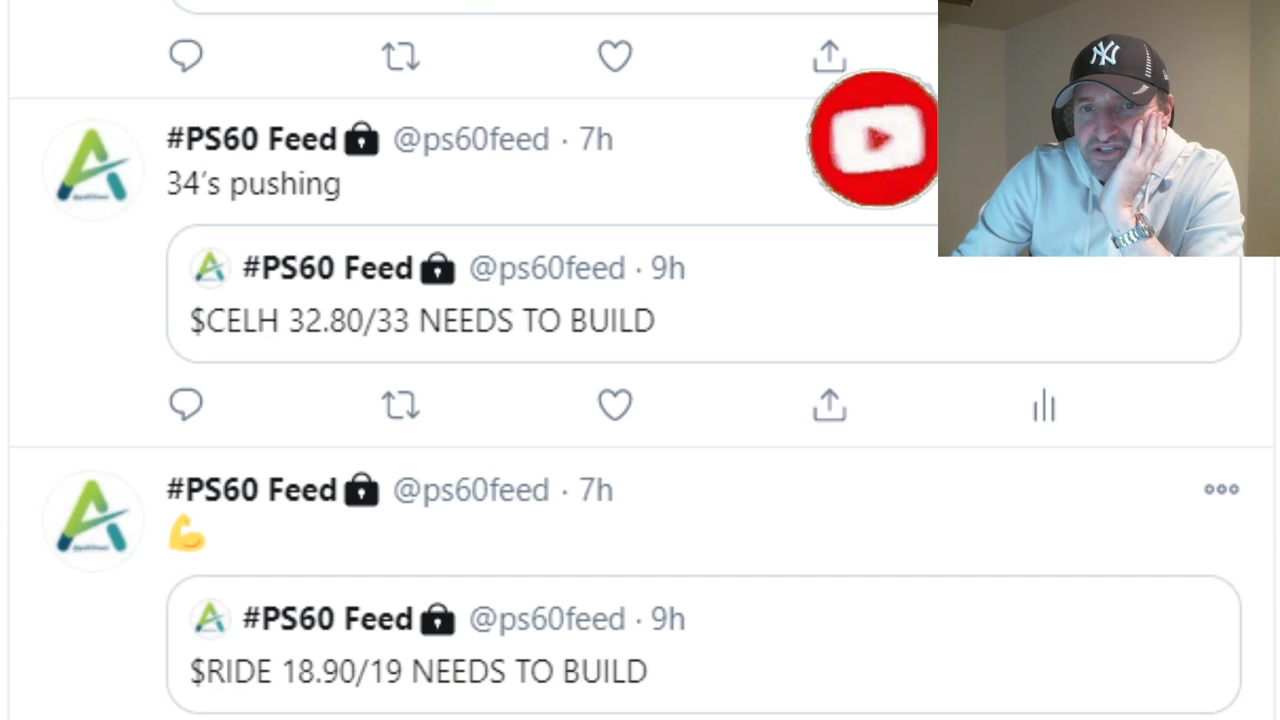 #PS60 Feed🔒 @ps60feed · 7h
34's pushing
#PS60 Feed🔒 @ps60feed · 9h
$CELH 32.80/33 NEEDS TO BUILD
#PS60 Feed🔒 @ps60feed · 7h
💪
#PS60 Feed🔒 @ps60feed · 9h
$RIDE 18.90/19 NEEDS TO BUILD
NY